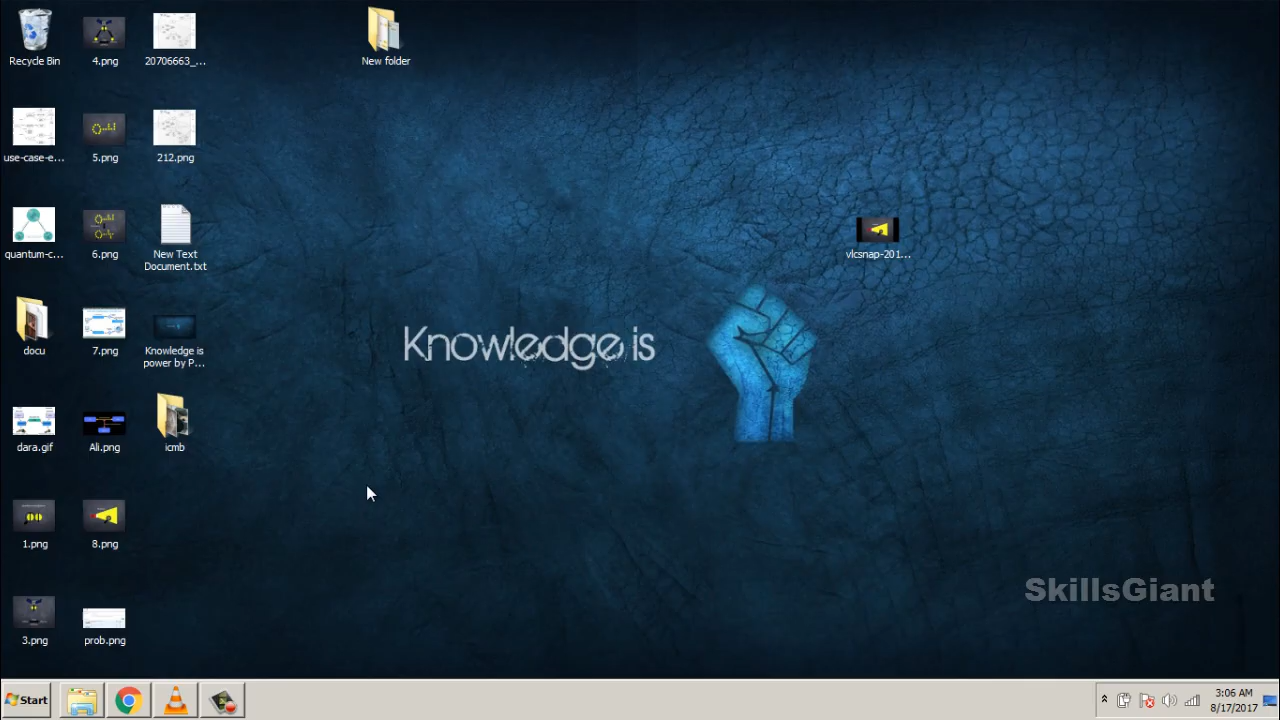 Recycle Bin
4.png
20706663_...
New folder
use-case-e...
5.png
212.png
quantum-c...
6.png
New Text
Document.txt
vlcsnap-201...
docu
7.png
Knowledge is
power by P...
Knowledge is
dara.gif
Ali.png
icmb
1.png
8.png
SkillsGiant
3.png
prob.png
Start
3:06 AM
8/17/2017